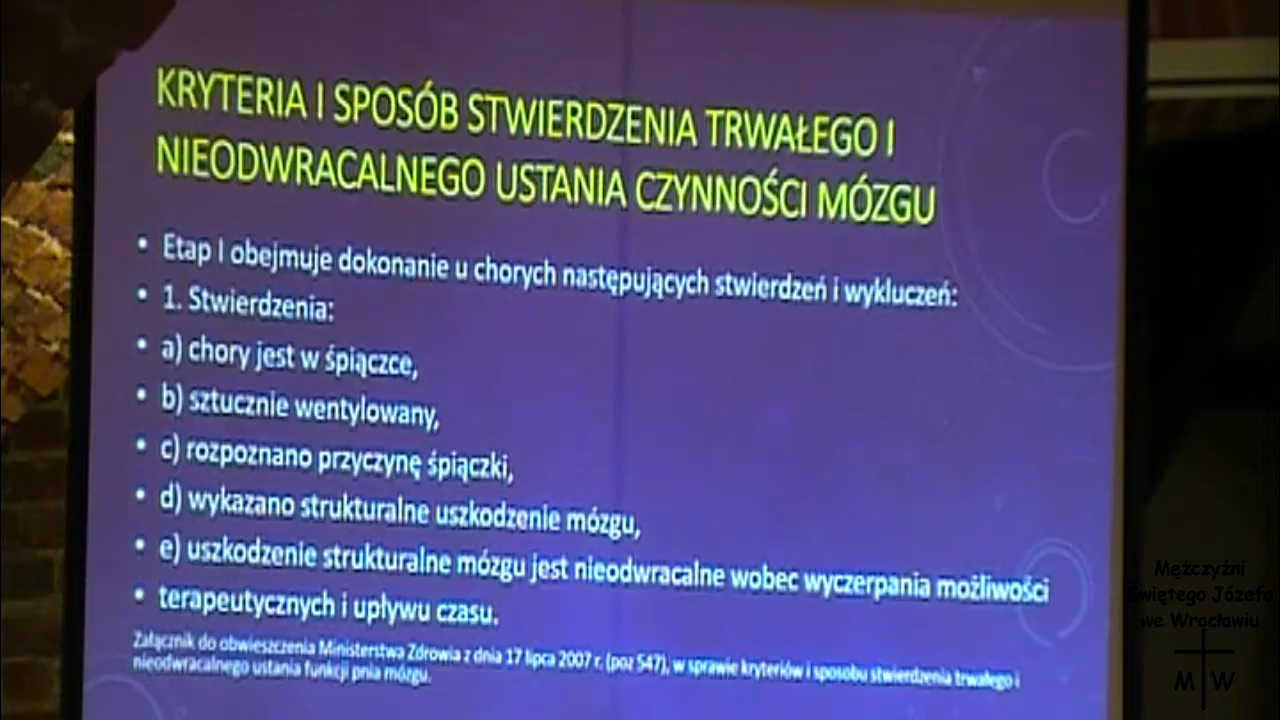 KRYTERIA I SPOSÓB STWIERDZENIA TRWAŁEGO I
NIEODWRACALNEGO USTANIA CZYNNOŚCI MÓZGU
• Etap I obejmuje dokonanie u chorych następujących stwierdzeń i wykluczeń:
• 1. Stwierdzenia:
• a) chory jest w śpiączce,
• b) sztucznie wentylowany,
• c) rozpoznano przyczynę śpiączki,
• d) wykazano strukturalne uszkodzenie mózgu,
• e) uszkodzenie strukturalne mózgu jest nieodwracalne wobec wyczerpania możliwości
• terapeutycznych i upływu czasu.
Załącznik do obwieszczenia Ministerstwa Zdrowia z dnia 17 lipca 2007 r. (poz 547), w sprawie kryteriów i sposobu stwierdzenia trwałego i
nieodwracalnego ustania funkcji pnia mózgu.
Mężczyźni
Świętego Józefa
we Wrocławiu
M W